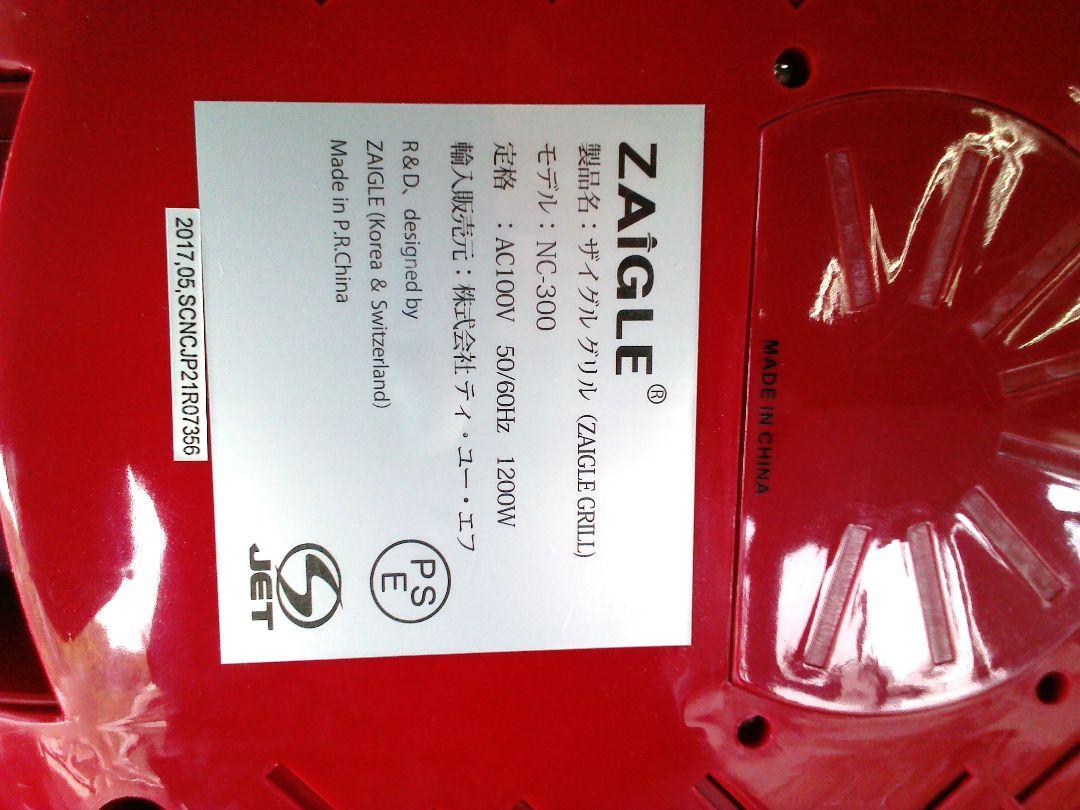 ZAIGLE®
製品名：ザイグル グリル (ZAIGLE GRILL)
モデル：NC-300
定格 ：AC100V 50/60Hz 1200W
輸入販売元：株式会社 ティ・ユー・エフ
R&D、designed by
ZAIGLE (Korea & Switzerland)
Made in P.R.China
PS
E
S
JET
2017,05,SCNCJP21R07356
MADE IN CHINA